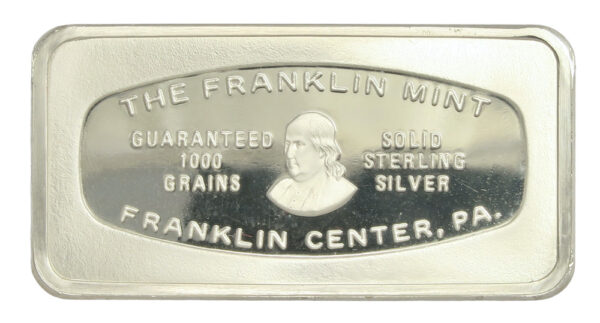 THE FRANKLIN MINT
GUARANTEED
1000
GRAINS
SOLID
STERLING
SILVER
FRANKLIN CENTER, PA.